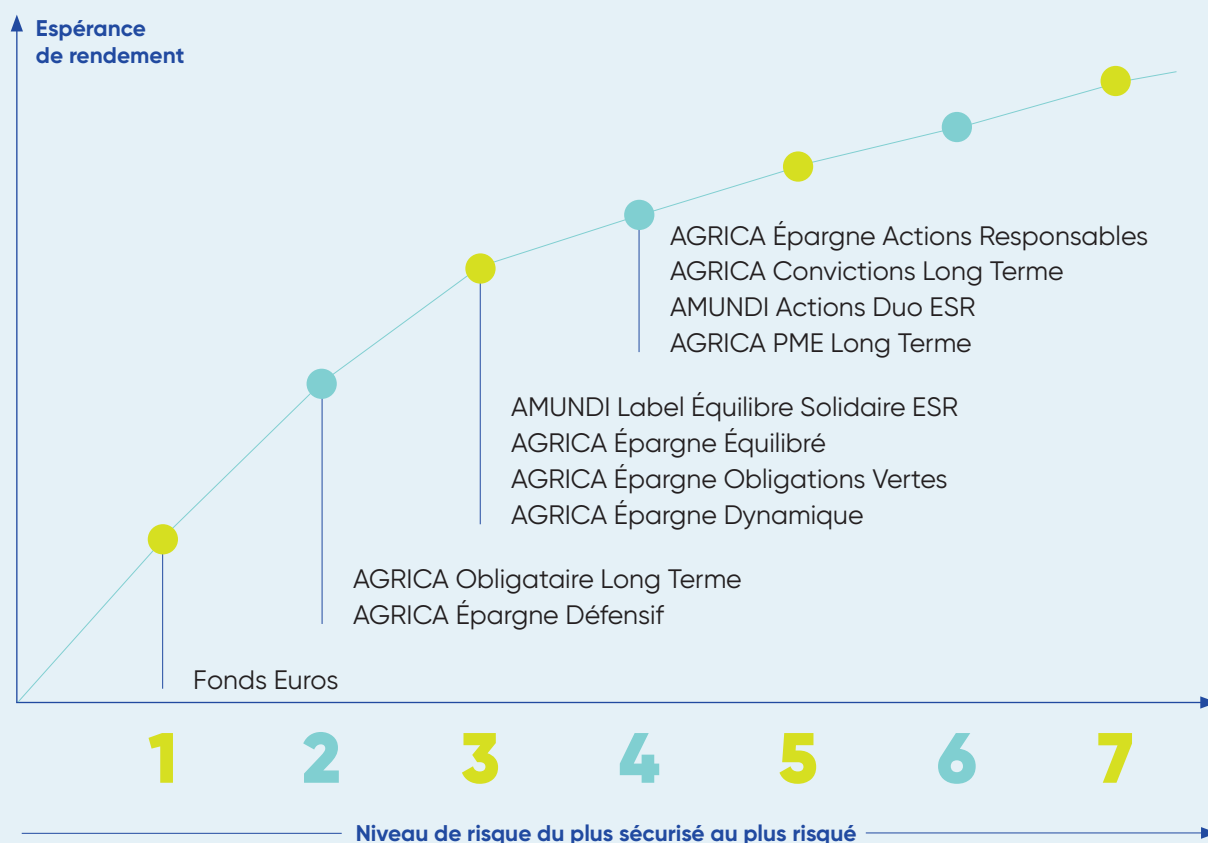 Espérance
de rendement
AGRICA Épargne Actions Responsables
AGRICA Convictions Long Terme
AMUNDI Actions Duo ESR
AGRICA PME Long Terme
AMUNDI Label Équilibre Solidaire ESR
AGRICA Épargne Équilibré
AGRICA Épargne Obligations Vertes
AGRICA Épargne Dynamique
AGRICA Obligataire Long Terme
AGRICA Épargne Défensif
Fonds Euros
1 2 3 4 5 6 7
Niveau de risque du plus sécurisé au plus risqué